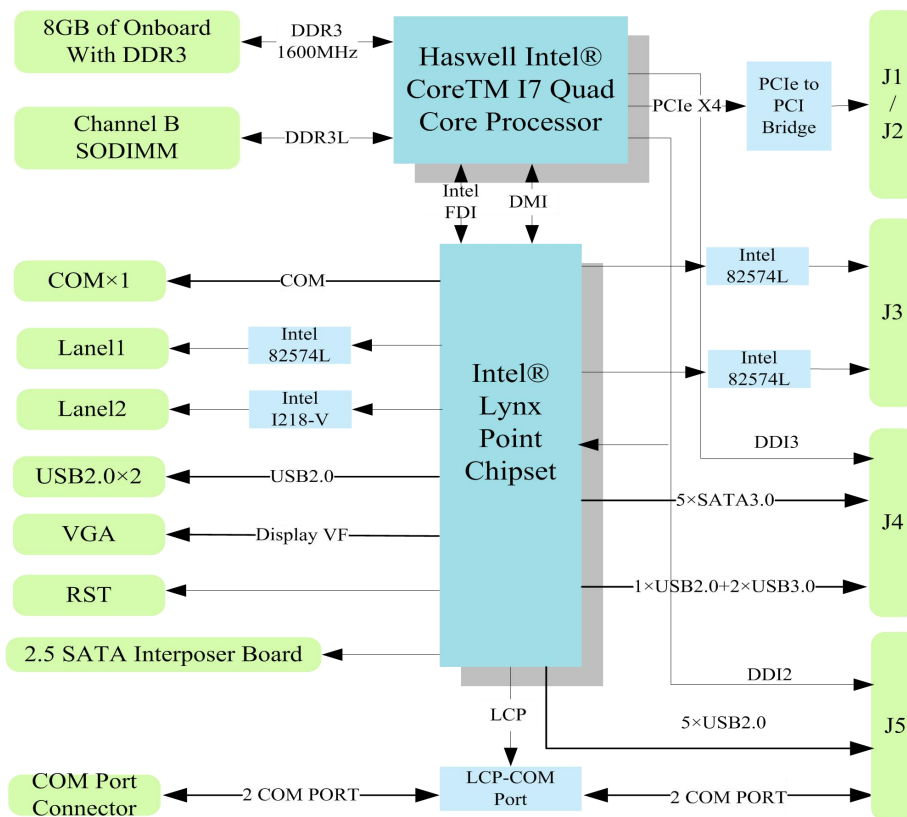 8GB of Onboard
With DDR3
DDR3
1600MHz
Haswell Intel®
CoreTM I7 Quad
Core Processor
PCIe X4
PCIe to
PCI
Bridge
J1
/
J2
Channel B
SODIMM
DDR3L
Intel
FDI
DMI
COM×1
COM
Intel
82574L
J3
Lanel1
Intel
82574L
Intel®
Lynx
Point
Chipset
Intel
82574L
Lanel2
Intel
I218-V
DDI3
USB2.0×2
USB2.0
5×SATA3.0
J4
VGA
Display VF
RST
1×USB2.0+2×USB3.0
2.5 SATA Interposer Board
DDI2
LCP
5×USB2.0
J5
COM Port
Connector
2 COM PORT
LCP-COM
Port
2 COM PORT